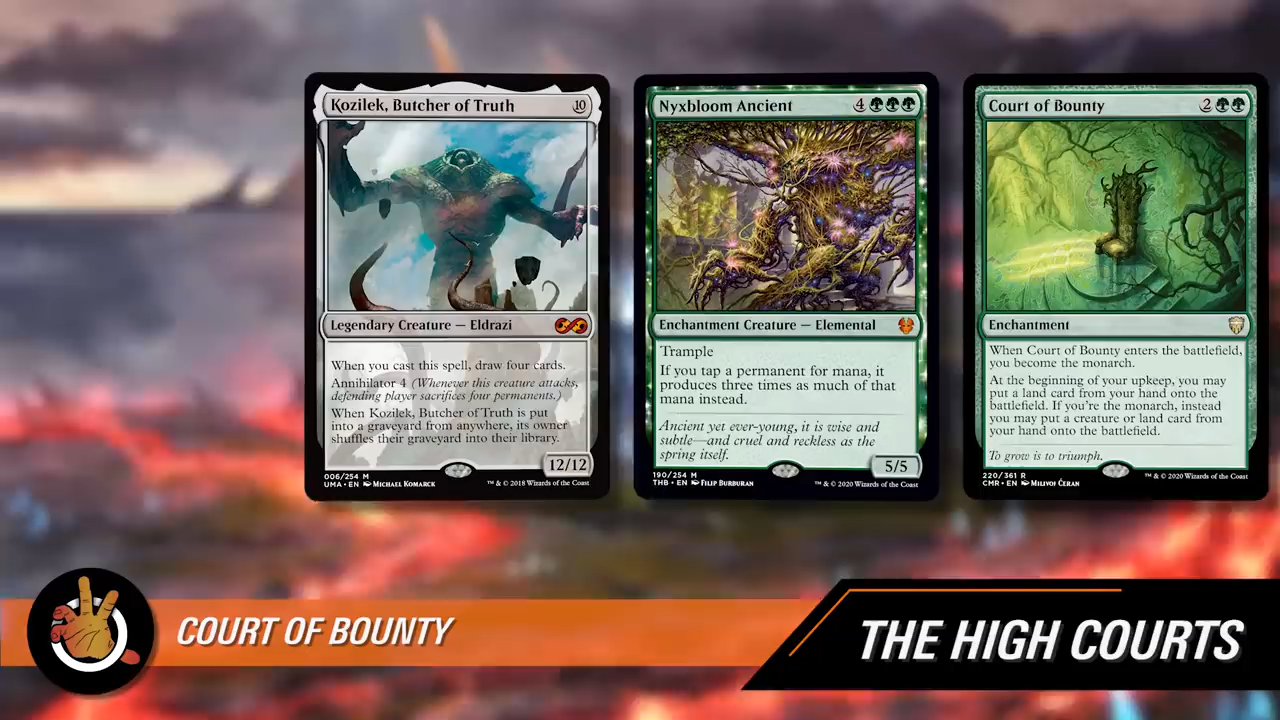 Kozilek, Butcher of Truth 10
Legendary Creature — Eldrazi
When you cast this spell, draw four cards.
Annihilator 4 (Whenever this creature attacks,
defending player sacrifices four permanents.)
When Kozilek, Butcher of Truth is put
into a graveyard from anywhere, its owner
shuffles their graveyard into their library.
12/12
006/254 M
UMA • EN MICHAEL KOMARCK
™ & © 2018 Wizards of the Coast
Nyxbloom Ancient 4
Enchantment Creature — Elemental
Trample
If you tap a permanent for mana, it
produces three times as much of that
mana instead.
Ancient yet ever-young, it is wise and
subtle—and cruel and reckless as the
spring itself.
5/5
190/254 M
THB • EN FILIP BURBURAN
™ & © 2020 Wizards of the Coast
Court of Bounty 2
Enchantment
When Court of Bounty enters the battlefield,
you become the monarch.
At the beginning of your upkeep, you may
put a land card from your hand onto the
battlefield. If you're the monarch, instead
you may put a creature or land card from
your hand onto the battlefield.
To grow is to triumph.
220/361 R
CMR • EN MILIVOJ ĆERAN
™ & © 2020 Wizards of the Coast
COURT OF BOUNTY
THE HIGH COURTS